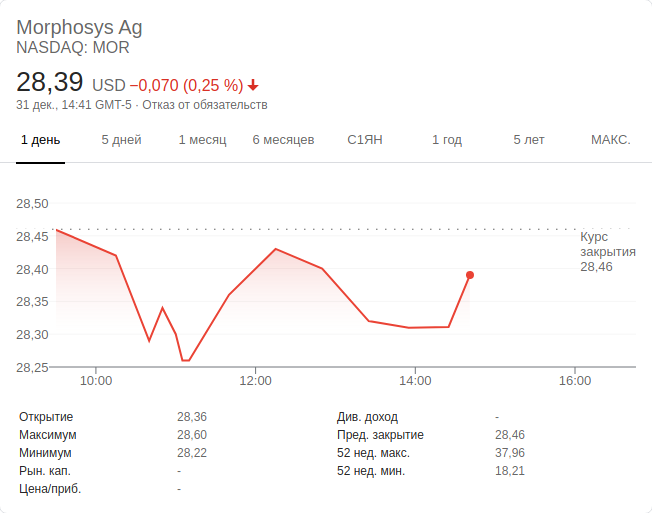 Morphosys Ag
NASDAQ: MOR
28,39 USD −0,070 (0,25 %)
31 дек., 14:41 GMT-5 · Отказ от обязательств
1 день 5 дней 1 месяц 6 месяцев С1ЯН 1 год 5 лет МАКС.
28,50
28,45
28,40
28,35
28,30
28,25
Курс
закрытия
28,46
10:00 12:00 14:00 16:00
Открытие 28,36 Див. доход -
Максимум 28,60 Пред. закрытие 28,46
Минимум 28,22 52 нед. макс. 37,96
Рын. кап. - 52 нед. мин. 18,21
Цена/приб. -